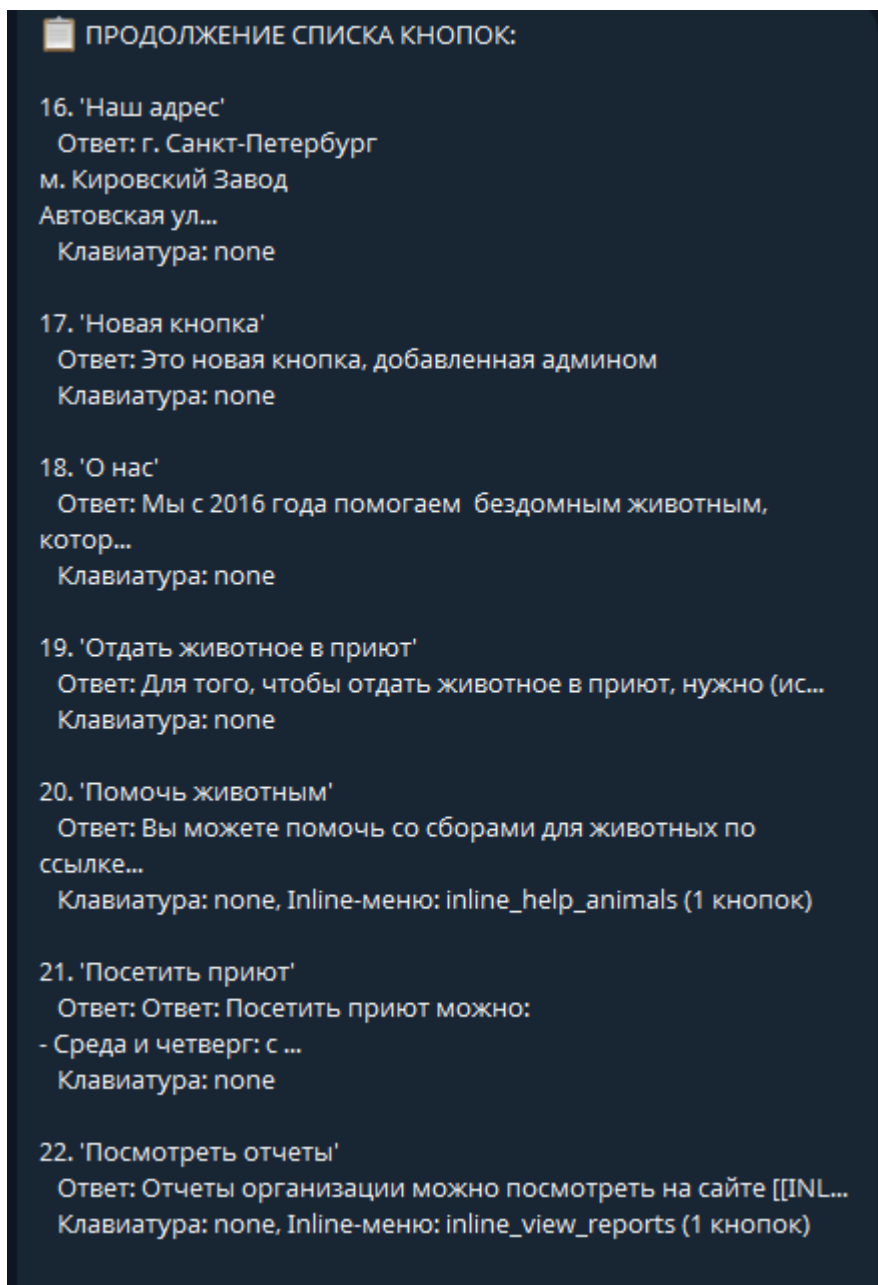 📋 ПРОДОЛЖЕНИЕ СПИСКА КНОПОК:
16. 'Наш адрес'
Ответ: г. Санкт-Петербург
м. Кировский Завод
Автовская ул...
Клавиатура: none
17. 'Новая кнопка'
Ответ: Это новая кнопка, добавленная админом
Клавиатура: none
18. 'О нас'
Ответ: Мы с 2016 года помогаем  бездомным животным,
котор...
Клавиатура: none
19. 'Отдать животное в приют'
Ответ: Для того, чтобы отдать животное в приют, нужно (ис...
Клавиатура: none
20. 'Помочь животным'
Ответ: Вы можете помочь со сборами для животных по
ссылке...
Клавиатура: none, Inline-меню: inline_help_animals (1 кнопок)
21. 'Посетить приют'
Ответ: Ответ: Посетить приют можно:
- Среда и четверг: с ...
Клавиатура: none
22. 'Посмотреть отчеты'
Ответ: Отчеты организации можно посмотреть на сайте [[INL...
Клавиатура: none, Inline-меню: inline_view_reports (1 кнопок)